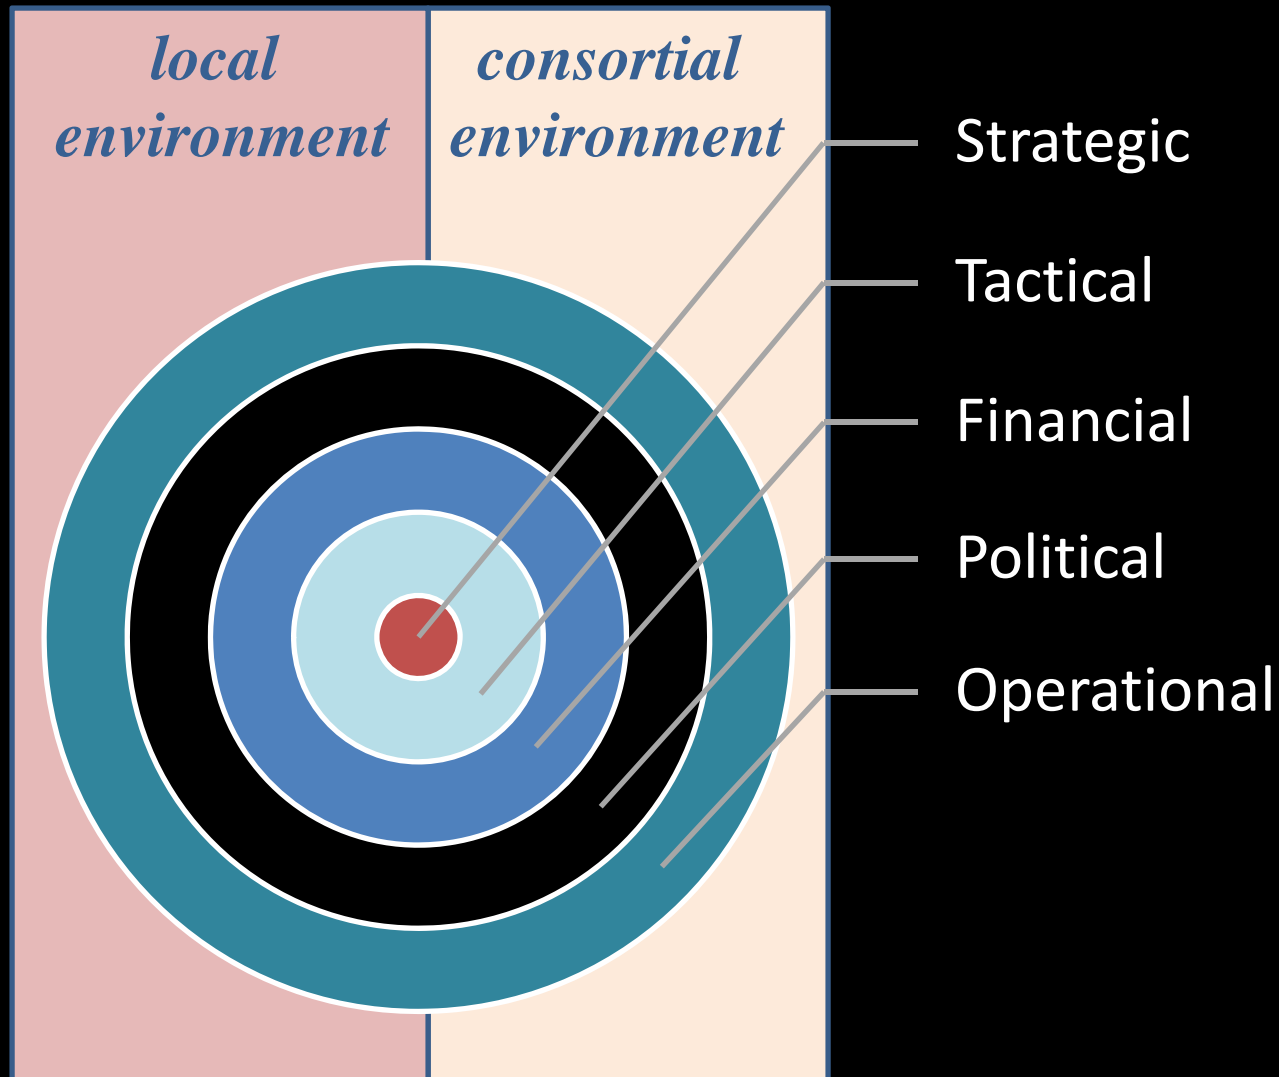 local
environment
consortial
environment
Strategic
Tactical
Financial
Political
Operational